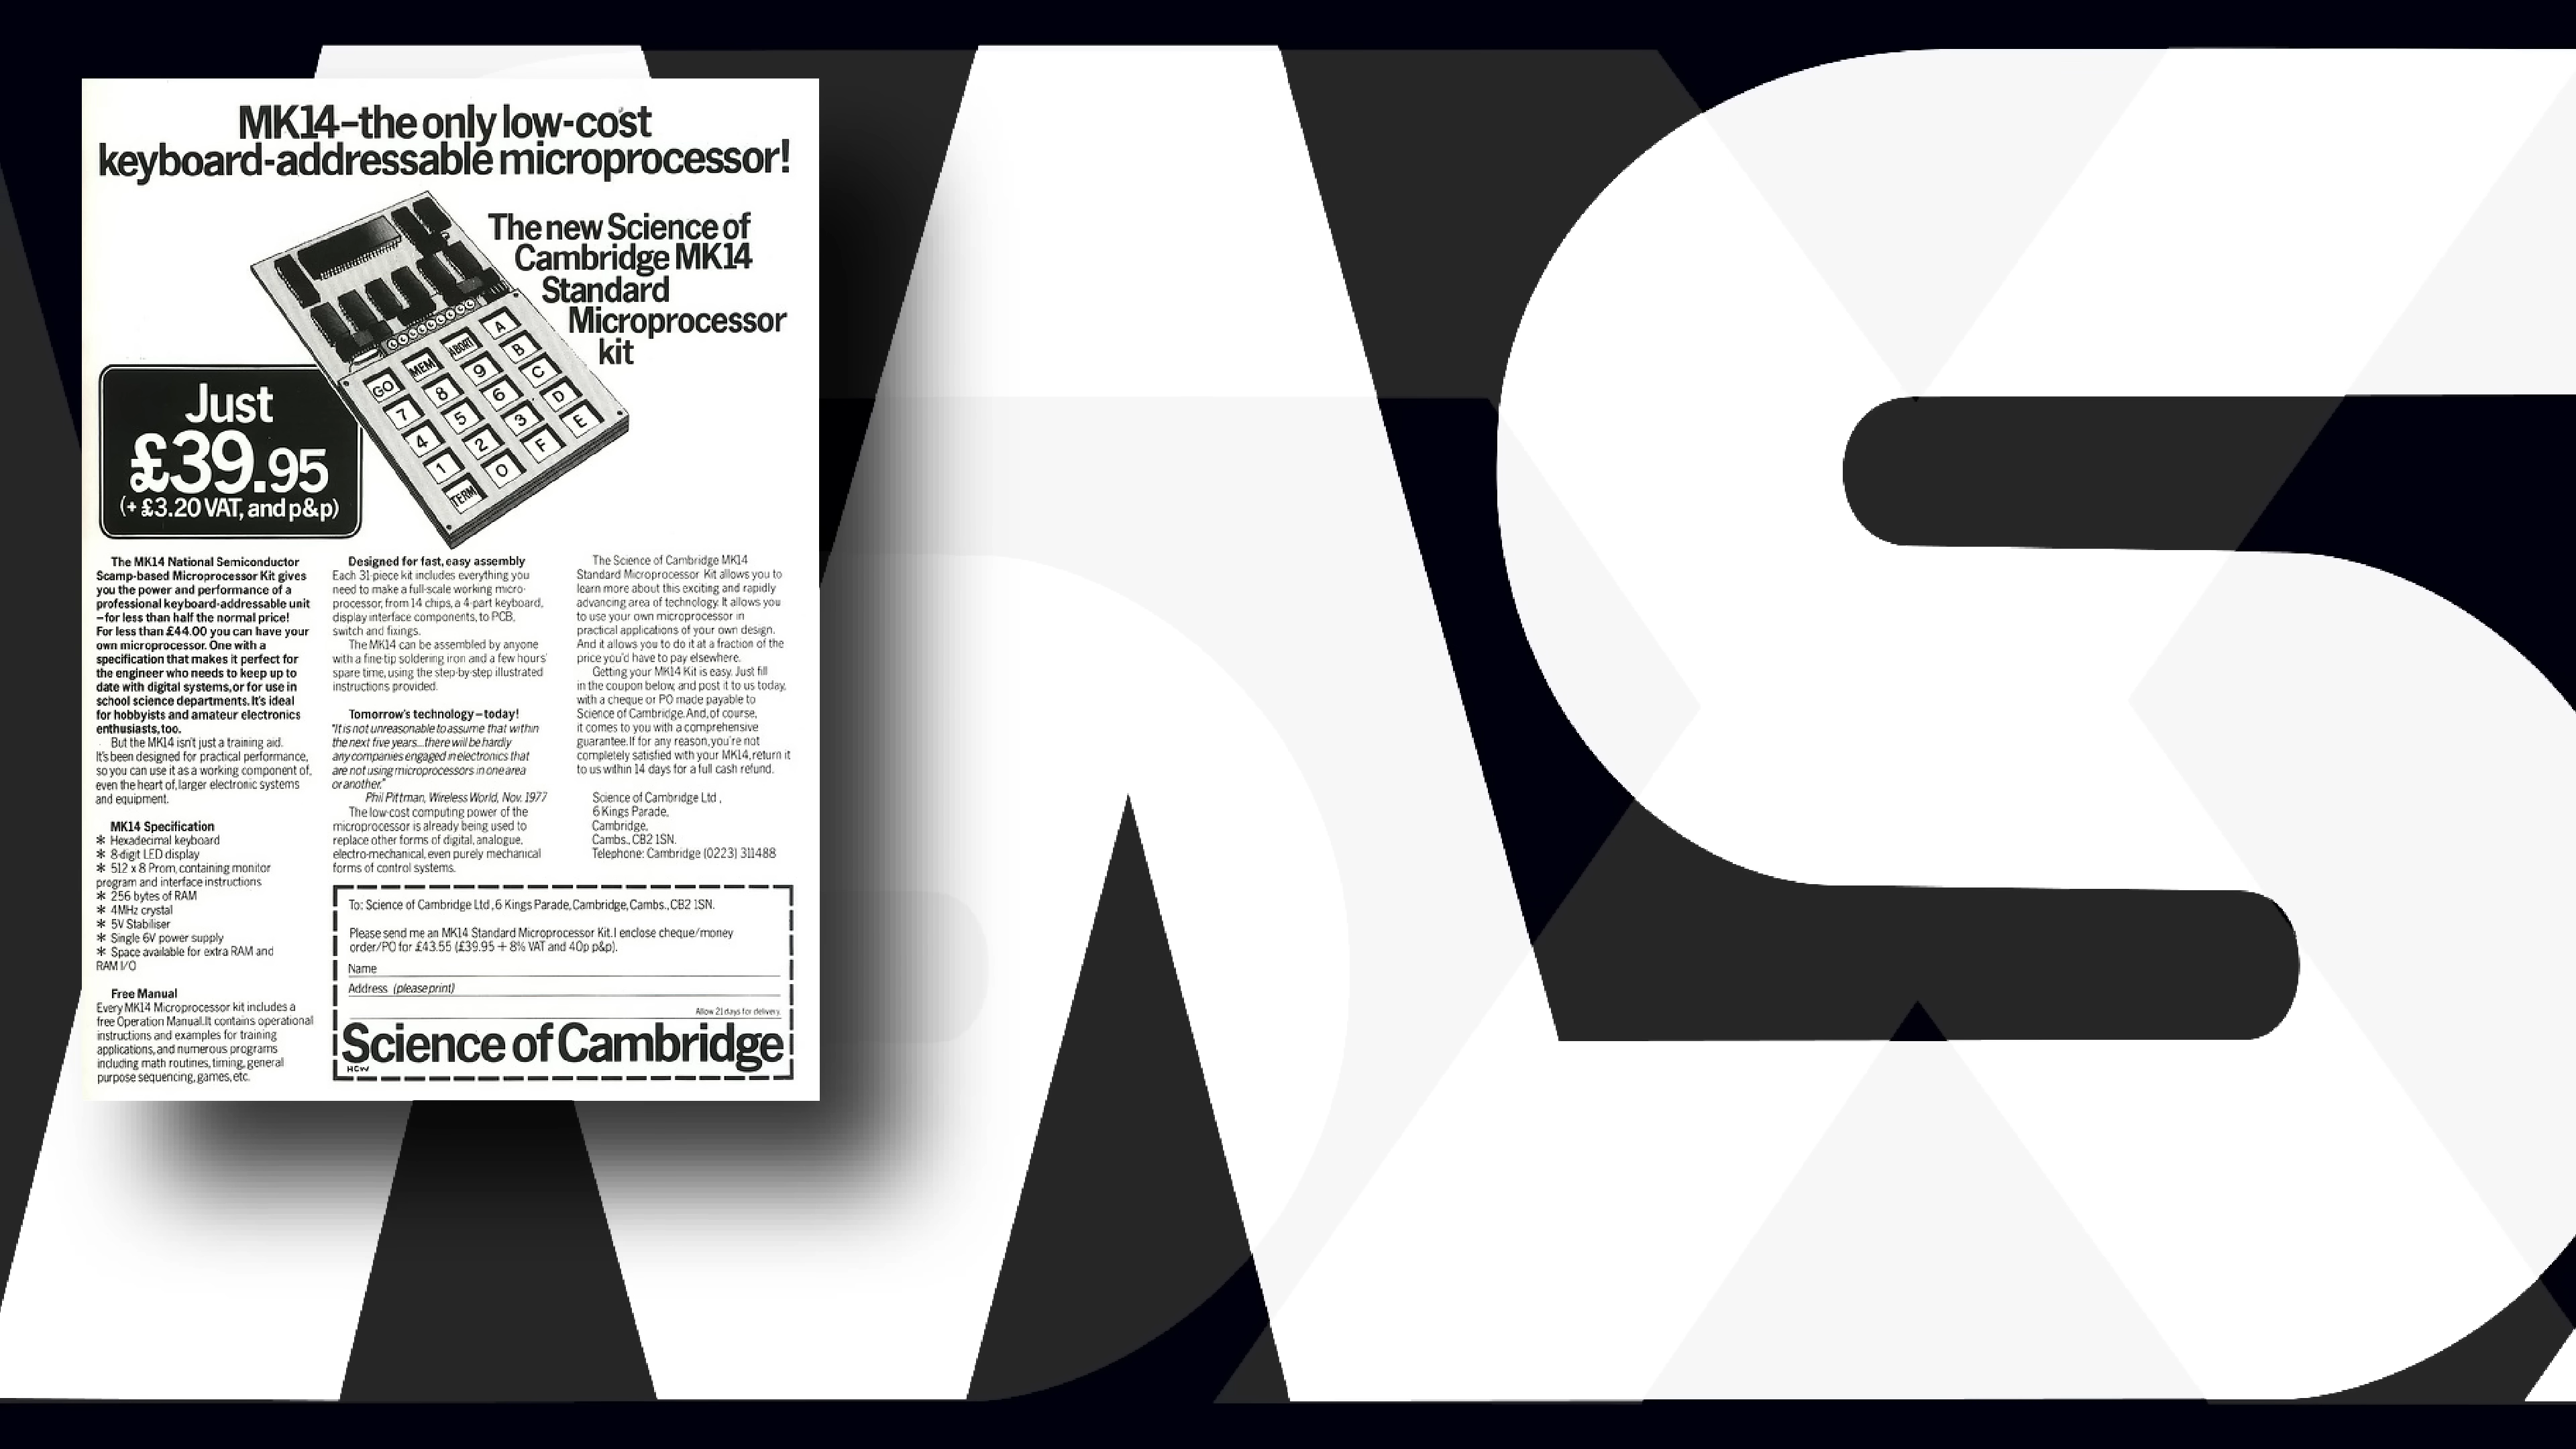 MK14–the only low-cost
keyboard-addressable microprocessor!
The new Science of
Cambridge MK14
Standard
Microprocessor
kit
GO MEM ABORT A
7 8 9 B
4 5 6 C
1 2 3 D
TERM 0 F E
Just
£39.95
(+ £3.20 VAT, and p&p)
The MK14 National Semiconductor
Scamp-based Microprocessor Kit gives
you the power and performance of a
professional keyboard-addressable unit
–for less than half the normal price!
For less than £44.00 you can have your
own microprocessor. One with a
specification that makes it perfect for
the engineer who needs to keep up to
date with digital systems, or for use in
school science departments. It's ideal
for hobbyists and amateur electronics
enthusiasts, too.
But the MK14 isn't just a training aid.
It's been designed for practical performance,
so you can use it as a working component of,
even the heart of, larger electronic systems
and equipment.
MK14 Specification
* Hexadecimal keyboard
* 8-digit LED display
* 512 x 8 Prom, containing monitor
program and interface instructions
* 256 bytes of RAM
* 4MHz crystal
* 5V Stabiliser
* Single 6V power supply
* Space available for extra RAM and
RAM I/O
Free Manual
Every MK14 Microprocessor kit includes a
free Operation Manual. It contains operational
instructions and examples for training
applications, and numerous programs
including math routines, timing, general
purpose sequencing, games, etc.
Designed for fast, easy assembly
Each 31-piece kit includes everything you
need to make a full-scale working micro-
processor, from 14 chips, a 4-part keyboard,
display interface components, to PCB,
switch and fixings.
The MK14 can be assembled by anyone
with a fine-tip soldering iron and a few hours'
spare time, using the step-by-step illustrated
instructions provided.
Tomorrow's technology – today!
"It is not unreasonable to assume that within
the next five years...there will be hardly
any companies engaged in electronics that
are not using microprocessors in one area
or another."
Phil Pittman, Wireless World, Nov. 1977
The low-cost computing power of the
microprocessor is already being used to
replace other forms of digital, analogue,
electro-mechanical, even purely mechanical
forms of control systems.
The Science of Cambridge MK14
Standard Microprocessor Kit allows you to
learn more about this exciting and rapidly
advancing area of technology. It allows you
to use your own microprocessor in
practical applications of your own design.
And it allows you to do it at a fraction of the
price you'd have to pay elsewhere.
Getting your MK14 Kit is easy. Just fill
in the coupon below, and post it to us today,
with a cheque or PO made payable to
Science of Cambridge. And, of course,
it comes to you with a comprehensive
guarantee. If for any reason, you're not
completely satisfied with your MK14, return it
to us within 14 days for a full cash refund.
Science of Cambridge Ltd,
6 Kings Parade,
Cambridge,
Cambs., CB2 1SN.
Telephone: Cambridge (0223) 311488
To: Science of Cambridge Ltd, 6 Kings Parade, Cambridge, Cambs., CB2 1SN.
Please send me an MK14 Standard Microprocessor Kit. I enclose cheque/money
order/PO for £43.55 (£39.95 + 8% VAT and 40p p&p).
Name
Address (please print)
Allow 21 days for delivery.
Science of Cambridge
HCW